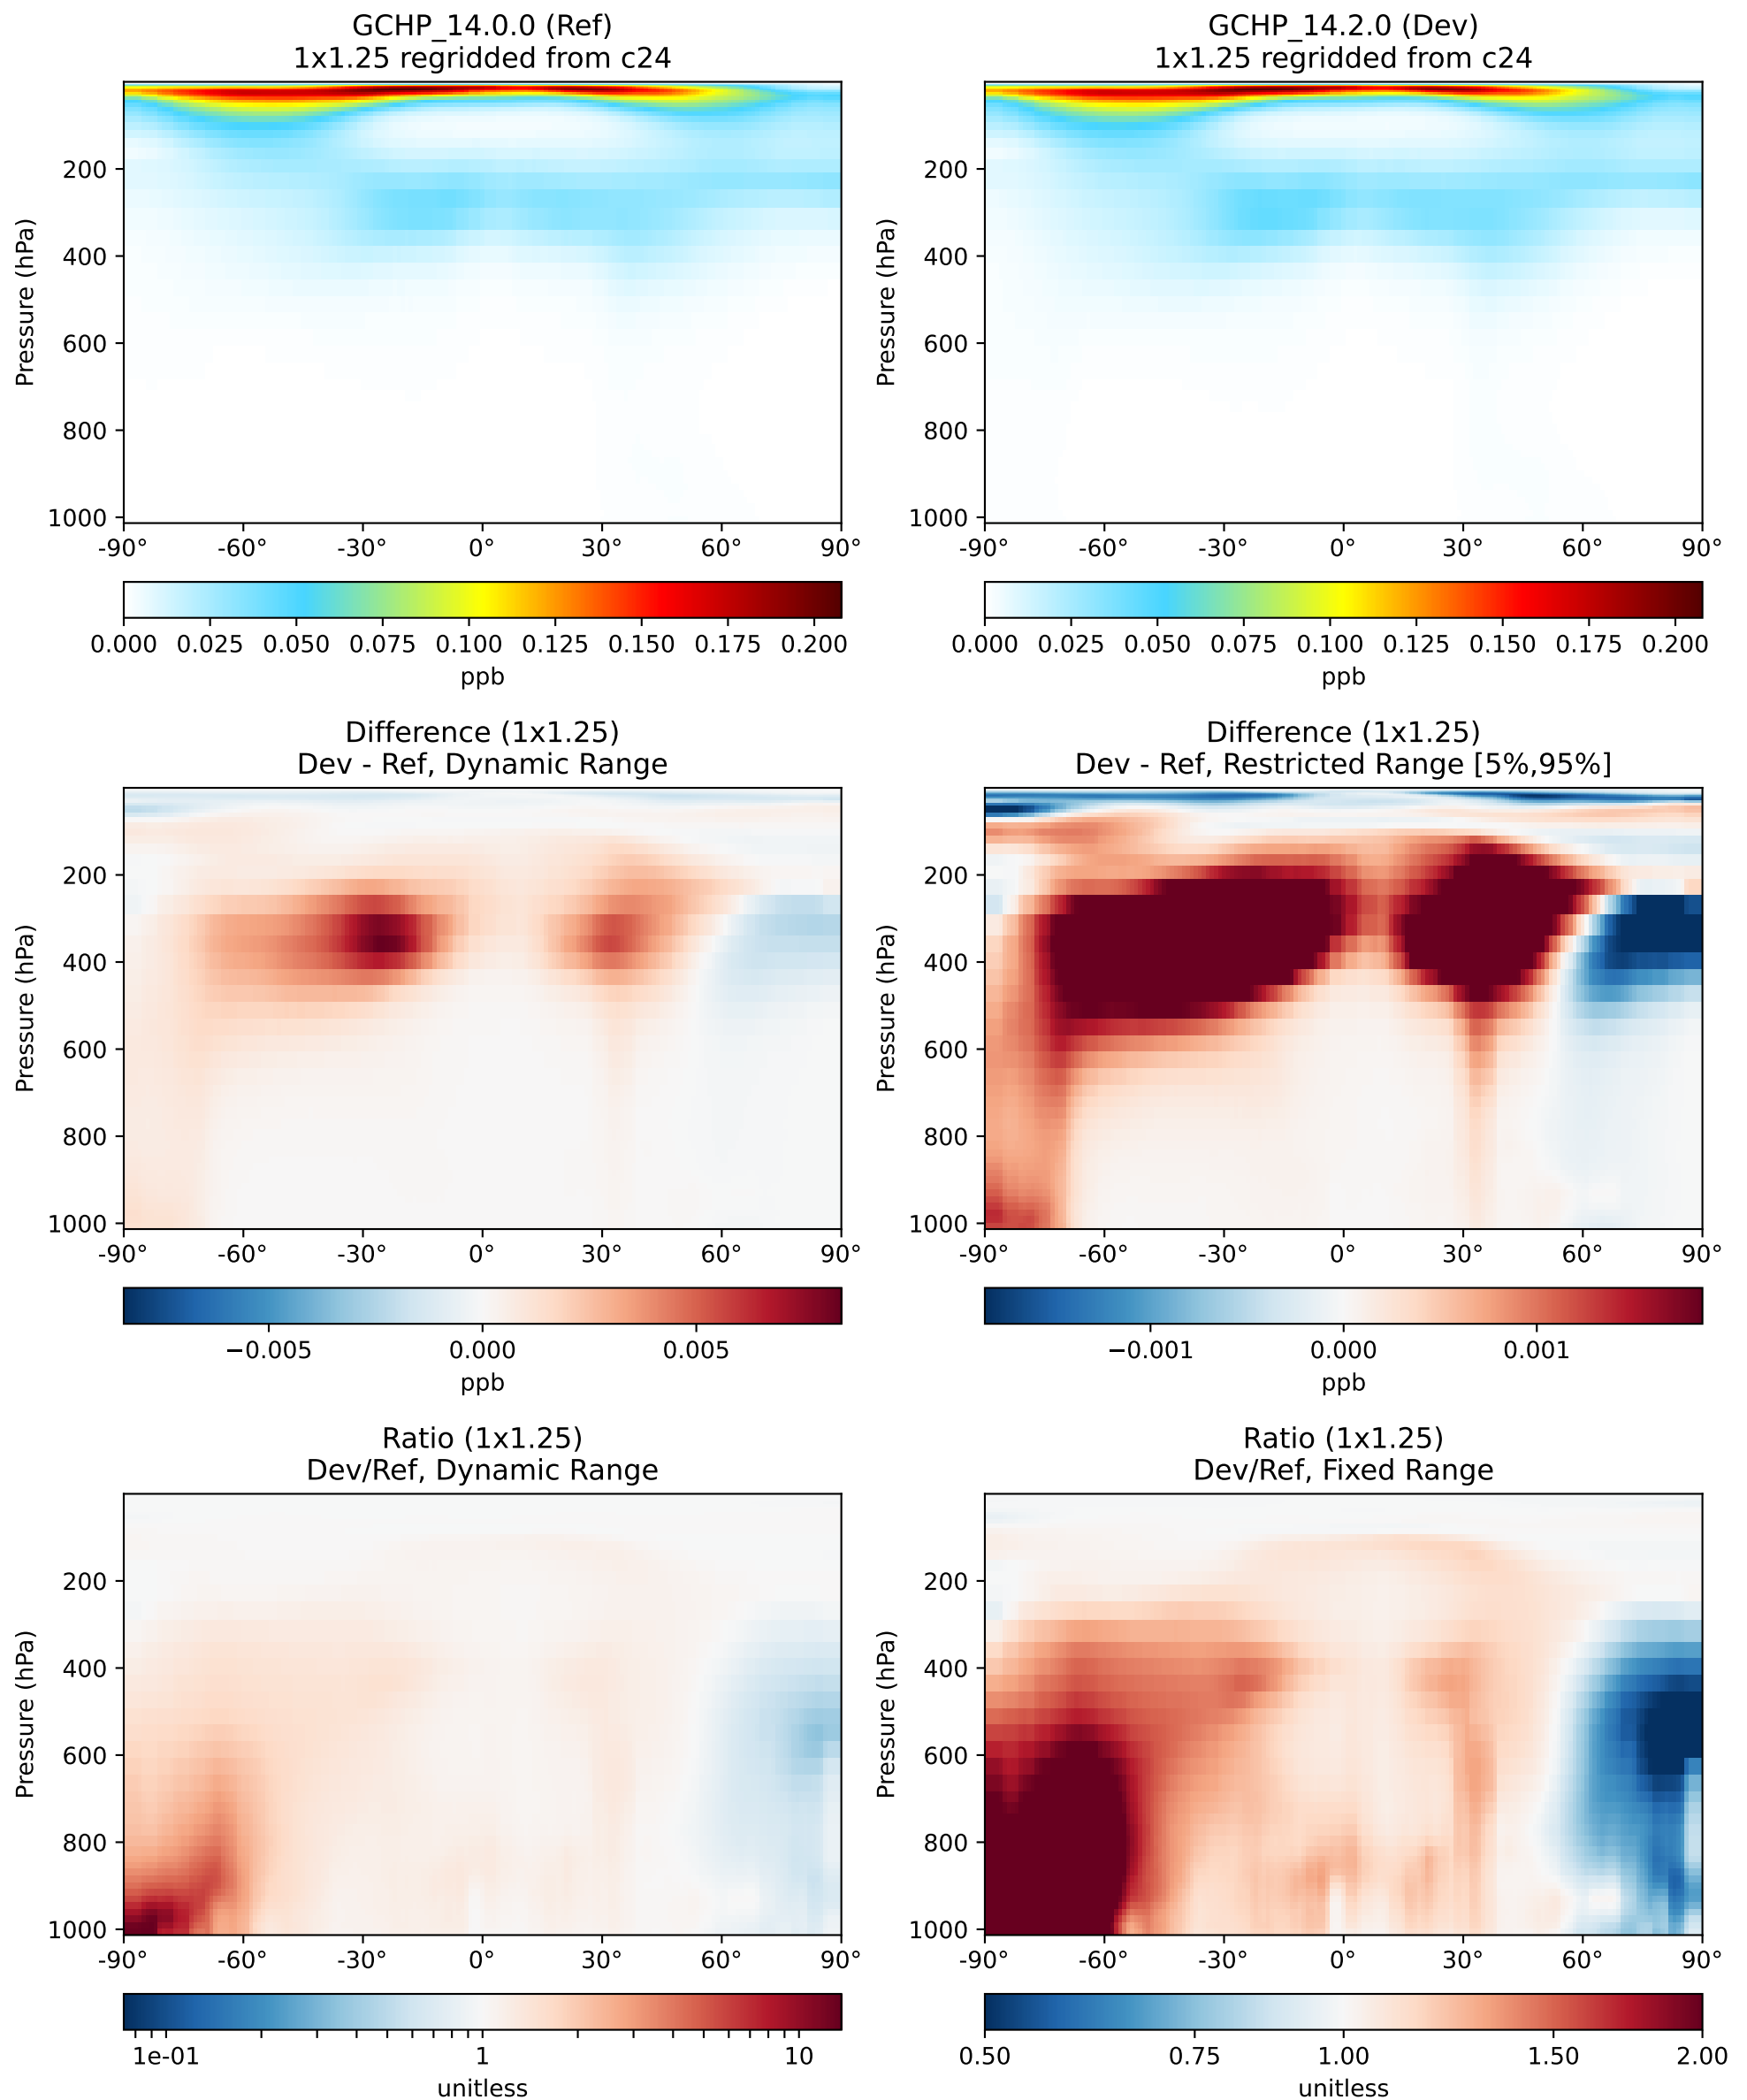 GCHP_14.0.0 (Ref)
1x1.25 regridded from c24
GCHP_14.2.0 (Dev)
1x1.25 regridded from c24
Pressure (hPa)
200
400
600
800
1000
-90° -60° -30° 0° 30° 60° 90°
Pressure (hPa)
200
400
600
800
1000
-90° -60° -30° 0° 30° 60° 90°
0.000 0.025 0.050 0.075 0.100 0.125 0.150 0.175 0.200
ppb
0.000 0.025 0.050 0.075 0.100 0.125 0.150 0.175 0.200
ppb
Difference (1x1.25)
Dev - Ref, Dynamic Range
Difference (1x1.25)
Dev - Ref, Restricted Range [5%,95%]
Pressure (hPa)
200
400
600
800
1000
-90° -60° -30° 0° 30° 60° 90°
Pressure (hPa)
200
400
600
800
1000
-90° -60° -30° 0° 30° 60° 90°
−0.005 0.000 0.005
ppb
−0.001 0.000 0.001
ppb
Ratio (1x1.25)
Dev/Ref, Dynamic Range
Ratio (1x1.25)
Dev/Ref, Fixed Range
Pressure (hPa)
200
400
600
800
1000
-90° -60° -30° 0° 30° 60° 90°
Pressure (hPa)
200
400
600
800
1000
-90° -60° -30° 0° 30° 60° 90°
1e-01 1 10
unitless
0.50 0.75 1.00 1.50 2.00
unitless